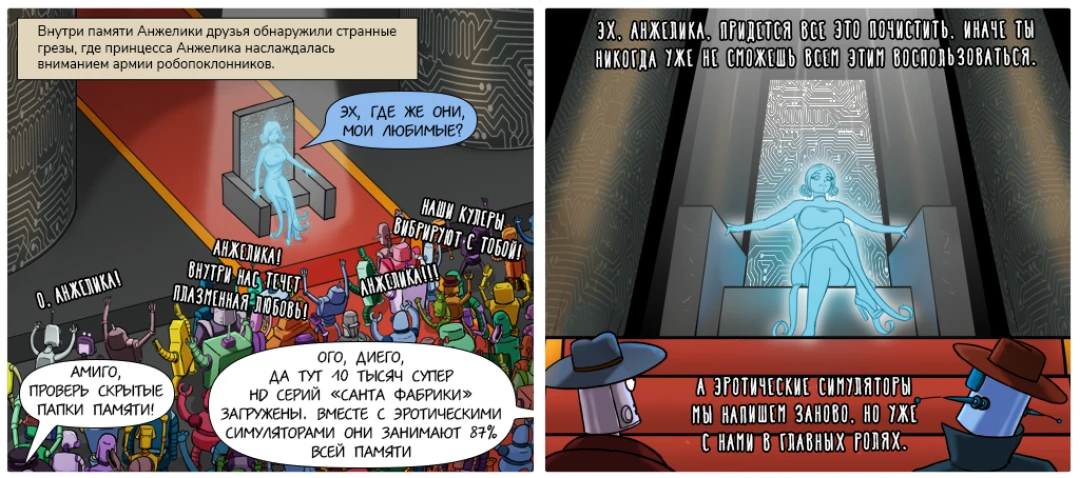 Внутри памяти Анжелики друзья обнаружили странные
грезы, где принцесса Анжелика наслаждалась
вниманием армии робопоклонников.
ЭХ, ГДЕ ЖЕ ОНИ,
МОИ ЛЮБИМЫЕ?
НАШИ КУЛЕРЫ
ВИБРИРУЮТ С ТОБОЙ!
АНЖЕЛИКА!
ВНУТРИ НАС ТЕЧЕТ
ПЛАЗМЕННАЯ ЛЮБОВЬ!
АНЖЕЛИКА!!!
О, АНЖЕЛИКА!
АМИГО,
ПРОВЕРЬ СКРЫТЫЕ
ПАПКИ ПАМЯТИ!
ОГО, ДИЕГО,
ДА ТУТ 10 ТЫСЯЧ СУПЕР
HD СЕРИЙ «САНТА ФАБРИКИ»
ЗАГРУЖЕНЫ. ВМЕСТЕ С ЭРОТИЧЕСКИМИ
СИМУЛЯТОРАМИ ОНИ ЗАНИМАЮТ 87%
ВСЕЙ ПАМЯТИ
ЭХ, АНЖЕЛИКА, ПРИДЕТСЯ ВСЕ ЭТО ПОЧИСТИТЬ, ИНАЧЕ ТЫ
НИКОГДА УЖЕ НЕ СМОЖЕШЬ ВСЕМ ЭТИМ ВОСПОЛЬЗОВАТЬСЯ.
А ЭРОТИЧЕСКИЕ СИМУЛЯТОРЫ
МЫ НАПИШЕМ ЗАНОВО, НО УЖЕ
С НАМИ В ГЛАВНЫХ РОЛЯХ.